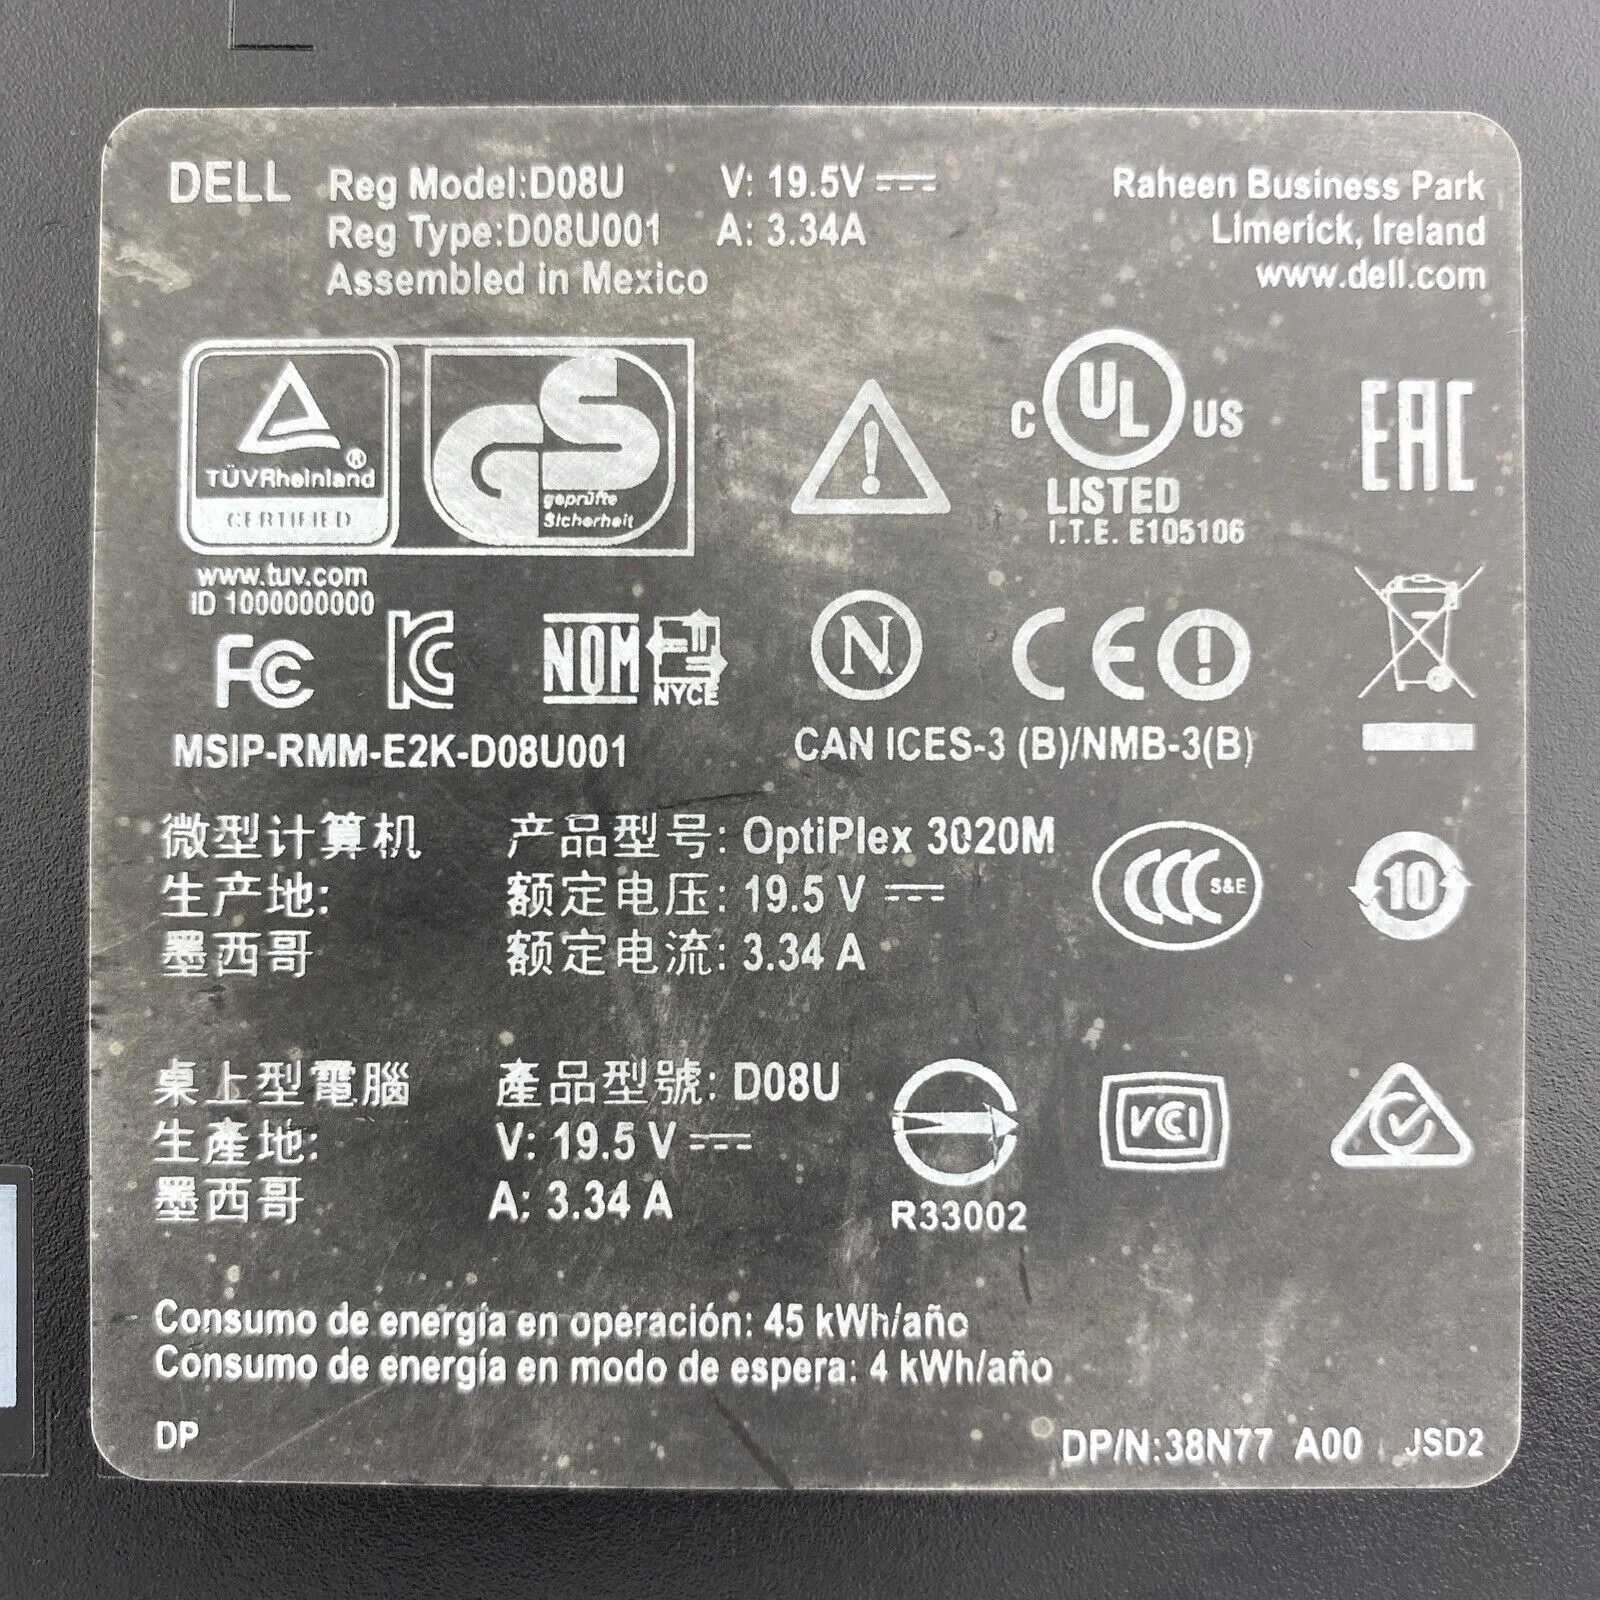 DELL Reg Model:D08U V: 19.5V Raheen Business Park
Reg Type:D08U001 A: 3.34A Limerick, Ireland
Assembled in Mexico www.dell.com
TÜVRheinland ®
CERTIFIED
GS
geprüfte
Sicherheit
C UL US
LISTED
I.T.E. E105106
EAC
www.tuv.com
ID 1000000000
FC KC NOM NYCE N CE
MSIP-RMM-E2K-D08U001 CAN ICES-3 (B)/NMB-3(B)
微型计算机 产品型号: OptiPlex 3020M
生产地: 额定电压: 19.5 V
墨西哥 额定电流: 3.34 A
CCC S&E 10
桌上型電腦 產品型號: D08U
生產地: V: 19.5 V
墨西哥 A: 3.34 A
R33002
VCI
Consumo de energía en operación: 45 kWh/año
Consumo de energía en modo de espera: 4 kWh/año
DP DP/N:38N77 A00 JSD2